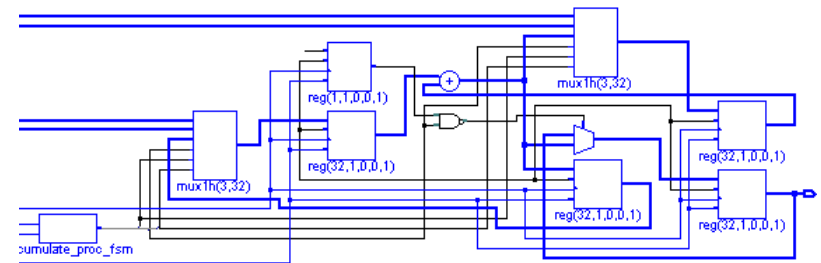 mux1h(3,32)
reg(1,1,0,0,1)
+
reg(32,1,0,0,1)
reg(32,1,0,0,1)
mux1h(3,32)
reg(32,1,0,0,1)
reg(32,1,0,0,1)
cumulate_proc_fsm